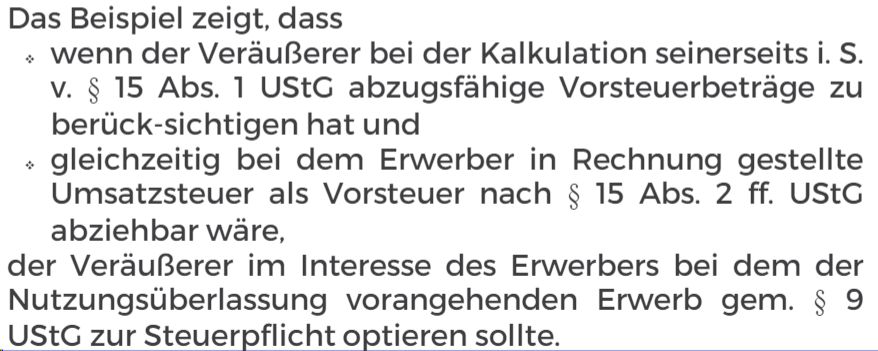 Das Beispiel zeigt, dass
❖ wenn der Veräußerer bei der Kalkulation seinerseits i. S.
v. § 15 Abs. 1 UStG abzugsfähige Vorsteuerbeträge zu
berück-sichtigen hat und
❖ gleichzeitig bei dem Erwerber in Rechnung gestellte
Umsatzsteuer als Vorsteuer nach § 15 Abs. 2 ff. UStG
abziehbar wäre,
der Veräußerer im Interesse des Erwerbers bei dem der
Nutzungsüberlassung vorangehenden Erwerb gem. § 9
UStG zur Steuerpflicht optieren sollte.